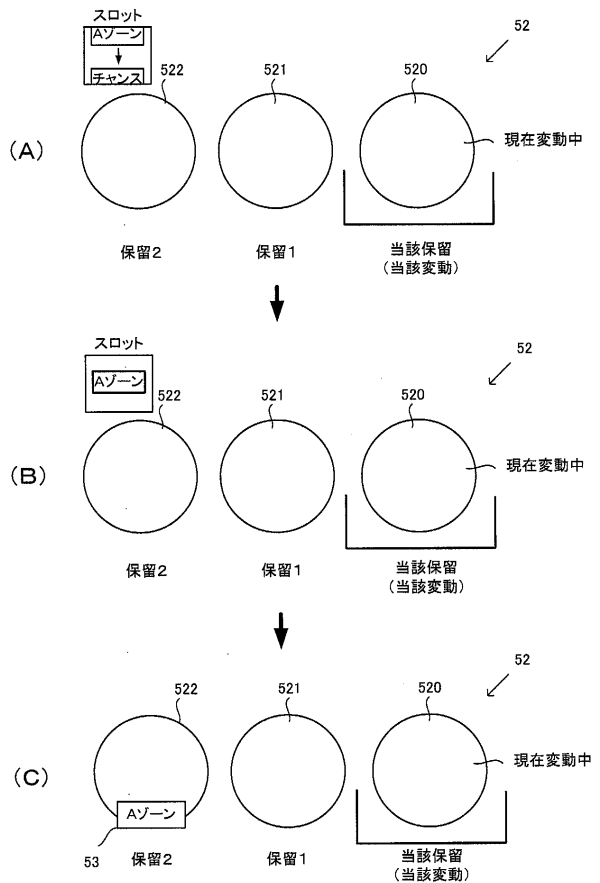 スロット
Aゾーン
チャンス
522
521
520
52
(A)
現在変動中
保留2
保留1
当該保留
(当該変動)
スロット
Aゾーン
522
521
520
52
(B)
現在変動中
保留2
保留1
当該保留
(当該変動)
522
521
520
52
(C)
現在変動中
Aゾーン
53
保留2
保留1
当該保留
(当該変動)